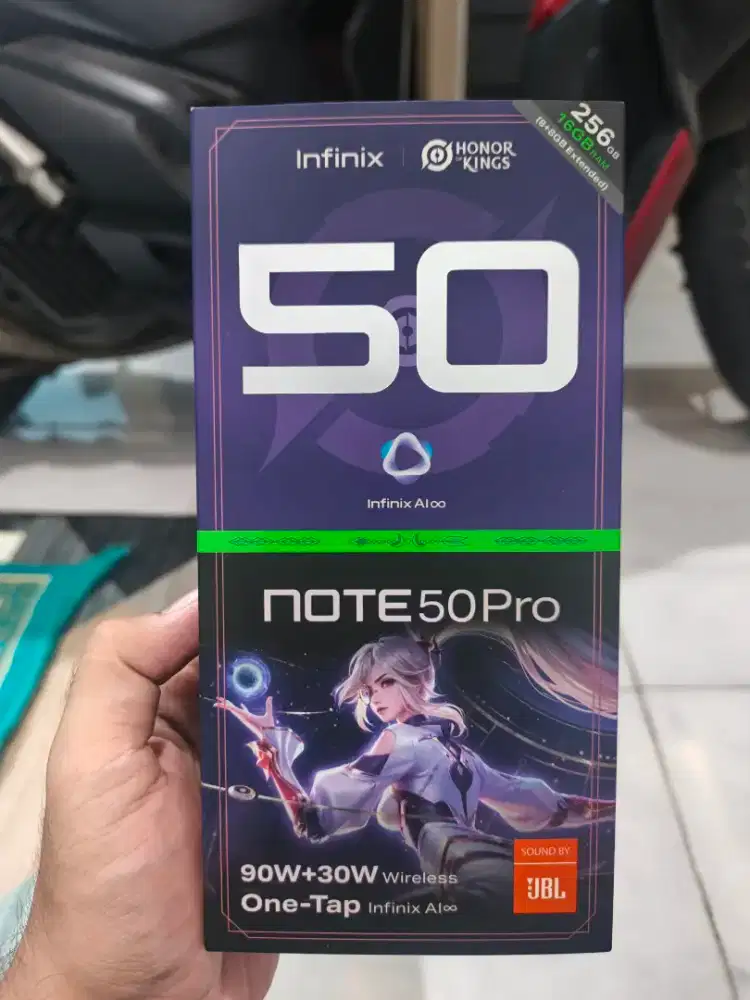 Infinix | HONOR OF KINGS
256GB
16GB RAM
(8+8GB Extended)
50
Infinix AI∞
NOTE 50 Pro
90W+30W Wireless
One-Tap Infinix AI∞
SOUND BY
JBL